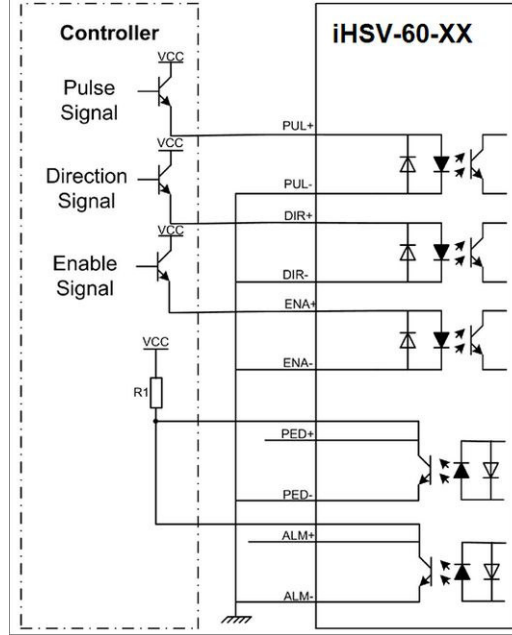 Controller
iHSV-60-XX
VCC
Pulse
Signal
PUL+
VCC
PUL-
Direction
Signal
DIR+
VCC
Enable
Signal
DIR-
ENA+
VCC
ENA-
R1
PED+
PED-
ALM+
ALM-